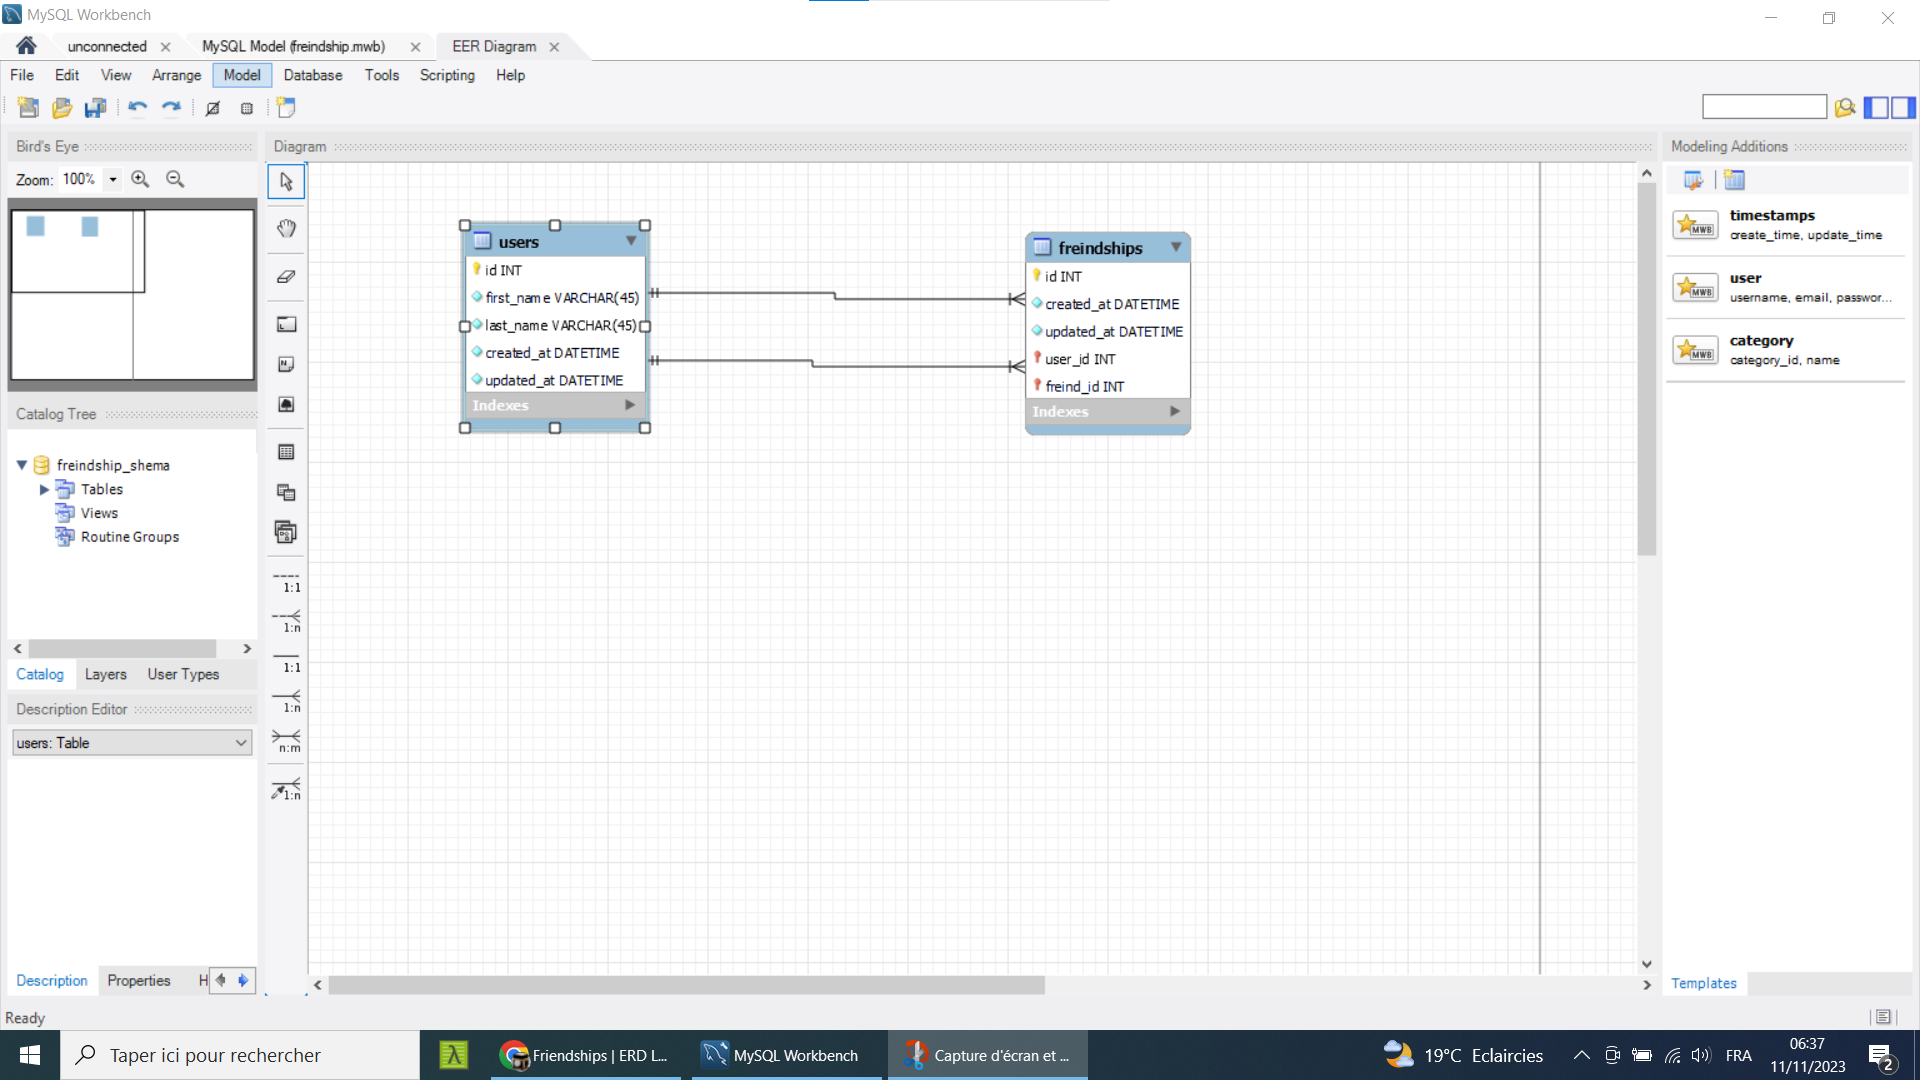 MySQL Workbench
unconnected
MySQL Model (freindship.mwb)
EER Diagram
File Edit View Arrange Model Database Tools Scripting Help
Bird's Eye
Zoom: 100%
Catalog Tree
freindship_shema
Tables
Views
Routine Groups
Catalog Layers User Types
Description Editor
users: Table
Description Properties H
Diagram
1:1
1:n
1:1
1:n
n:m
1:n
users
id INT
first_name VARCHAR(45)
last_name VARCHAR(45)
created_at DATETIME
updated_at DATETIME
Indexes
freindships
id INT
created_at DATETIME
updated_at DATETIME
user_id INT
freind_id INT
Indexes
Modeling Additions
MWB
timestamps
create_time, update_time
MWB
user
username, email, passwor...
MWB
category
category_id, name
Templates
Ready
Taper ici pour rechercher
Friendships | ERD L...
MySQL Workbench
Capture d'écran et ...
19°C Eclaircies
FRA
06:37
11/11/2023
2